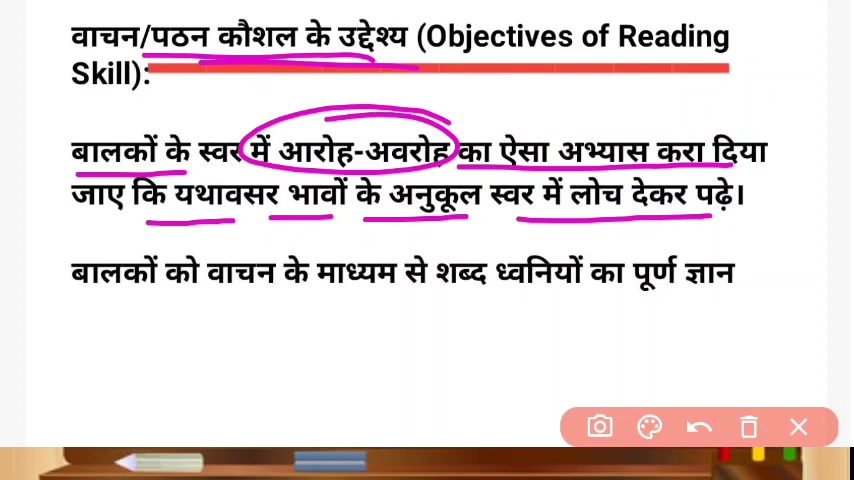 वाचन/पठन कौशल के उद्देश्य (Objectives of Reading
Skill):
बालकों के स्वर में आरोह-अवरोह का ऐसा अभ्यास करा दिया
जाए कि यथावसर भावों के अनुकूल स्वर में लोच देकर पढ़े।
बालकों को वाचन के माध्यम से शब्द ध्वनियों का पूर्ण ज्ञान